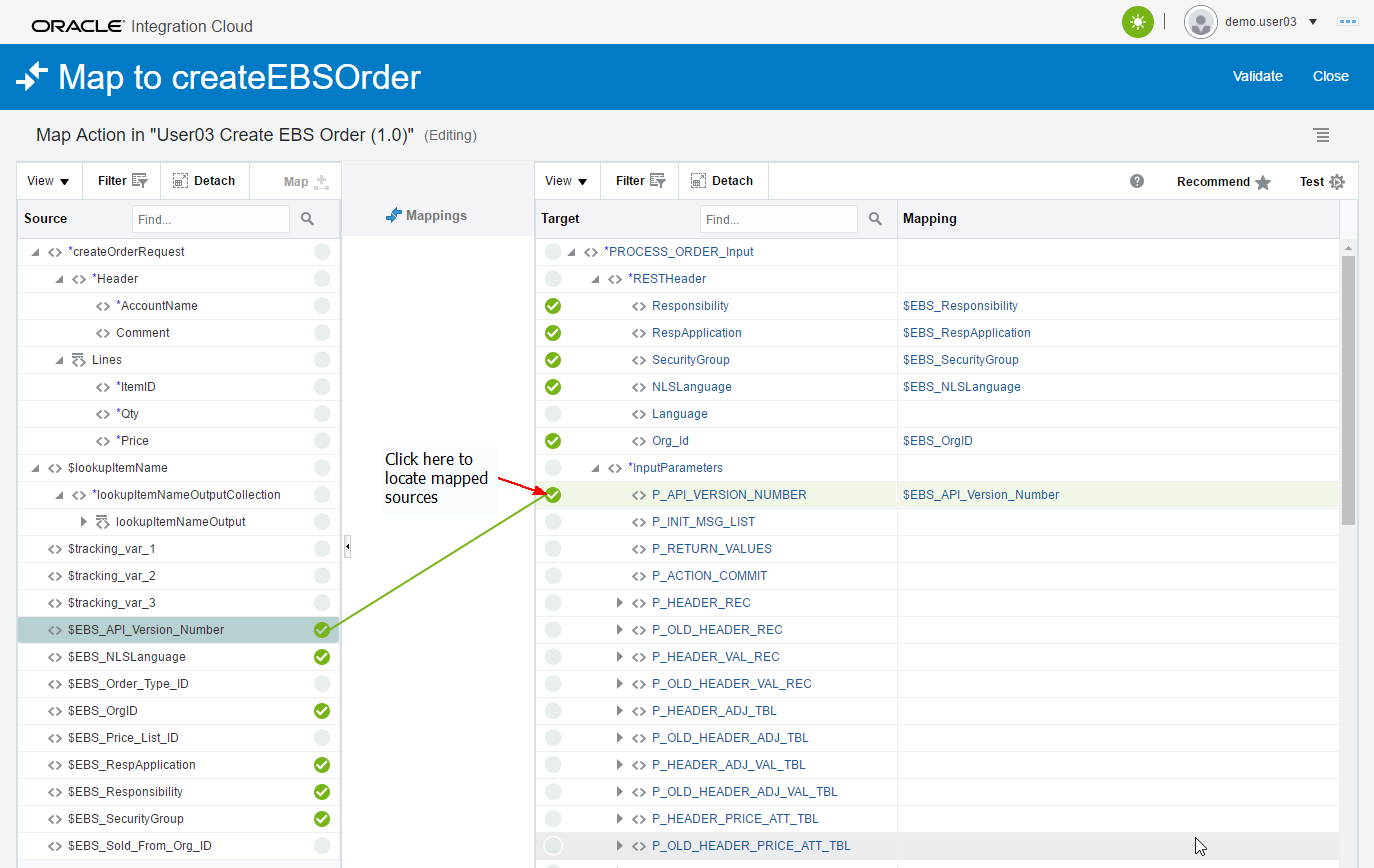 ORACLE Integration Cloud
demo.user03
Map to createEBSOrder
Validate
Close
Map Action in "User03 Create EBS Order (1.0)" (Editing)
View
Filter
Detach
Map
Source
Find...
*createOrderRequest
*Header
*AccountName
Comment
Lines
*ItemID
*Qty
*Price
$lookupItemName
*lookupItemNameOutputCollection
lookupItemNameOutput
$tracking_var_1
$tracking_var_2
$tracking_var_3
$EBS_API_Version_Number
$EBS_NLSLanguage
$EBS_Order_Type_ID
$EBS_OrgID
$EBS_Price_List_ID
$EBS_RespApplication
$EBS_Responsibility
$EBS_SecurityGroup
$EBS_Sold_From_Org_ID
Mappings
Click here to
locate mapped
sources
View
Filter
Detach
Recommend
Test
Target
Find...
Mapping
*PROCESS_ORDER_Input
*RESTHeader
Responsibility $EBS_Responsibility
RespApplication $EBS_RespApplication
SecurityGroup $EBS_SecurityGroup
NLSLanguage $EBS_NLSLanguage
Language
Org_Id $EBS_OrgID
*InputParameters
P_API_VERSION_NUMBER $EBS_API_Version_Number
P_INIT_MSG_LIST
P_RETURN_VALUES
P_ACTION_COMMIT
P_HEADER_REC
P_OLD_HEADER_REC
P_HEADER_VAL_REC
P_OLD_HEADER_VAL_REC
P_HEADER_ADJ_TBL
P_OLD_HEADER_ADJ_TBL
P_HEADER_ADJ_VAL_TBL
P_OLD_HEADER_ADJ_VAL_TBL
P_HEADER_PRICE_ATT_TBL
P_OLD_HEADER_PRICE_ATT_TBL